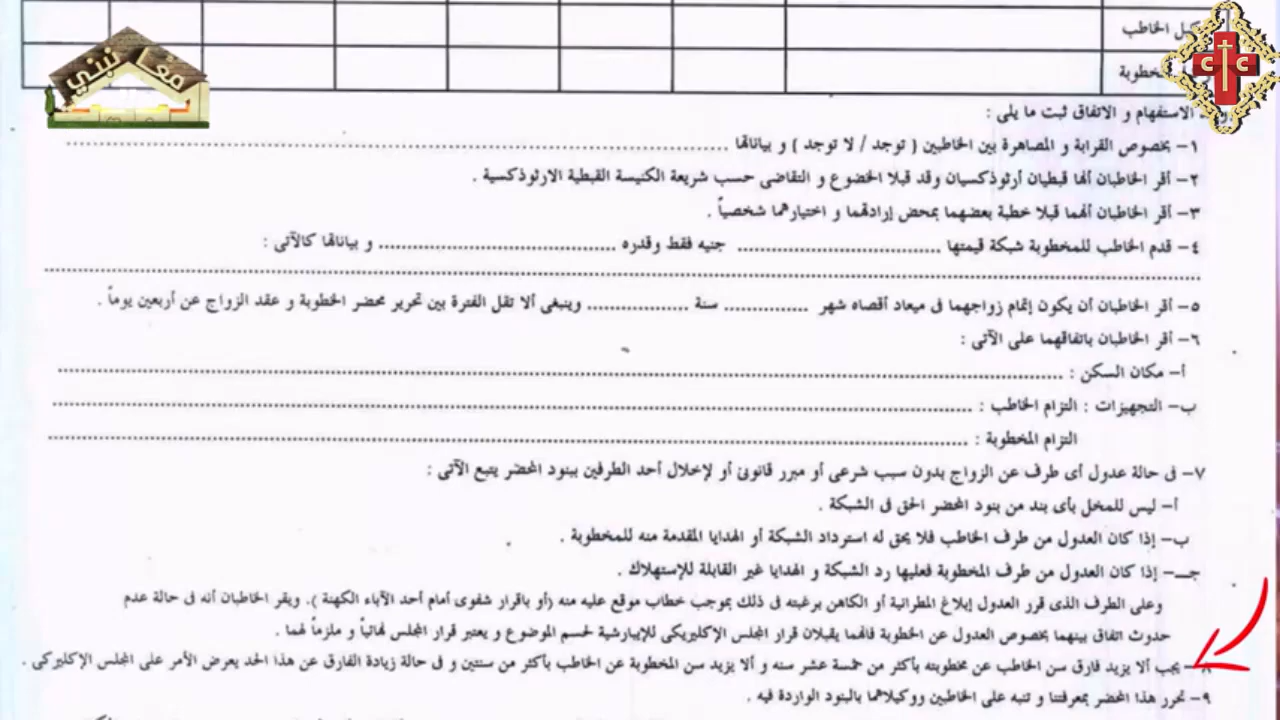 وكيل الخاطب
المخطوبة
معا نبني
C C
الاستفهام و الاتفاق ثبت ما يلى :
١– بخصوص القرابة و المصاهرة بين الخاطبين ( توجد / لا توجد ) و بياناتها ........................
٢– أقر الخاطبان أنها قبطيان أرثوذكسيان وقد قبلا الخضوع و التقاضى حسب شريعة الكنيسة القبطية الارثوذكسية .
٣– أقر الخاطبان أنهما قبلا خطبة بعضهما بمحض إرادتهما و اختيارهما شخصياً .
٤– قدم الخاطب للمخطوبة شبكة قيمتها ........................ جنيه فقط وقدره ........................ و بياناتها كالآتى :
........................
٥– أقر الخاطبان أن يكون إتمام زواجهما فى ميعاد أقصاه شهر ............... سنة ............... وينبغى ألا تقل الفترة بين تحرير محضر الخطوبة و عقد الزواج عن أربعين يوماً .
٦– أقر الخاطبان باتفاقهما على الآتى :
أ– مكان السكن : ........................
ب– التجهيزات : التزام الخاطب : ........................
التزام المخطوبة : ........................
٧– فى حالة عدول أى طرف عن الزواج بدون سبب شرعى أو مبرر قانونى أو لإخلال أحد الطرفين ببنود المحضر يتبع الآتى :
أ– ليس للمخل بأى بند من بنود المحضر الحق فى الشبكة .
ب– إذا كان العدول من طرف الخاطب فلا يحق له استرداد الشبكة أو الهدايا المقدمة منه للمخطوبة .
جـ– إذا كان العدول من طرف المخطوبة فعليها رد الشبكة و الهدايا غير القابلة للإستهلاك .
وعلى الطرف الذى قرر العدول إبلاغ المطرانية أو الكاهن برغبته فى ذلك بموجب خطاب موقع عليه منه (أو باقرار شفوى أمام أحد الآباء الكهنة ). ويقر الخاطبان أنه فى حالة عدم
حدوث اتفاق بينهما بخصوص العدول عن الخطوبة فانهما يقبلان قرار المجلس الإكليريكى للإيبارشية لحسم الموضوع و يعتبر قرار المجلس نهائياً و ملزماً لهما .
٨– يجب ألا يزيد فارق سن الخاطب عن مخطوبته بأكثر من خمسة عشر سنه و ألا يزيد سن المخطوبة عن الخاطب بأكثر من سنتين و فى حالة زيادة الفارق عن هذا الحد يعرض الأمر على المجلس الإكليركى .
٩– تحرر هذا المحضر بمعرفتنا و تنبه على الخاطبين ووكيلاهما بالبنود الواردة فيه .